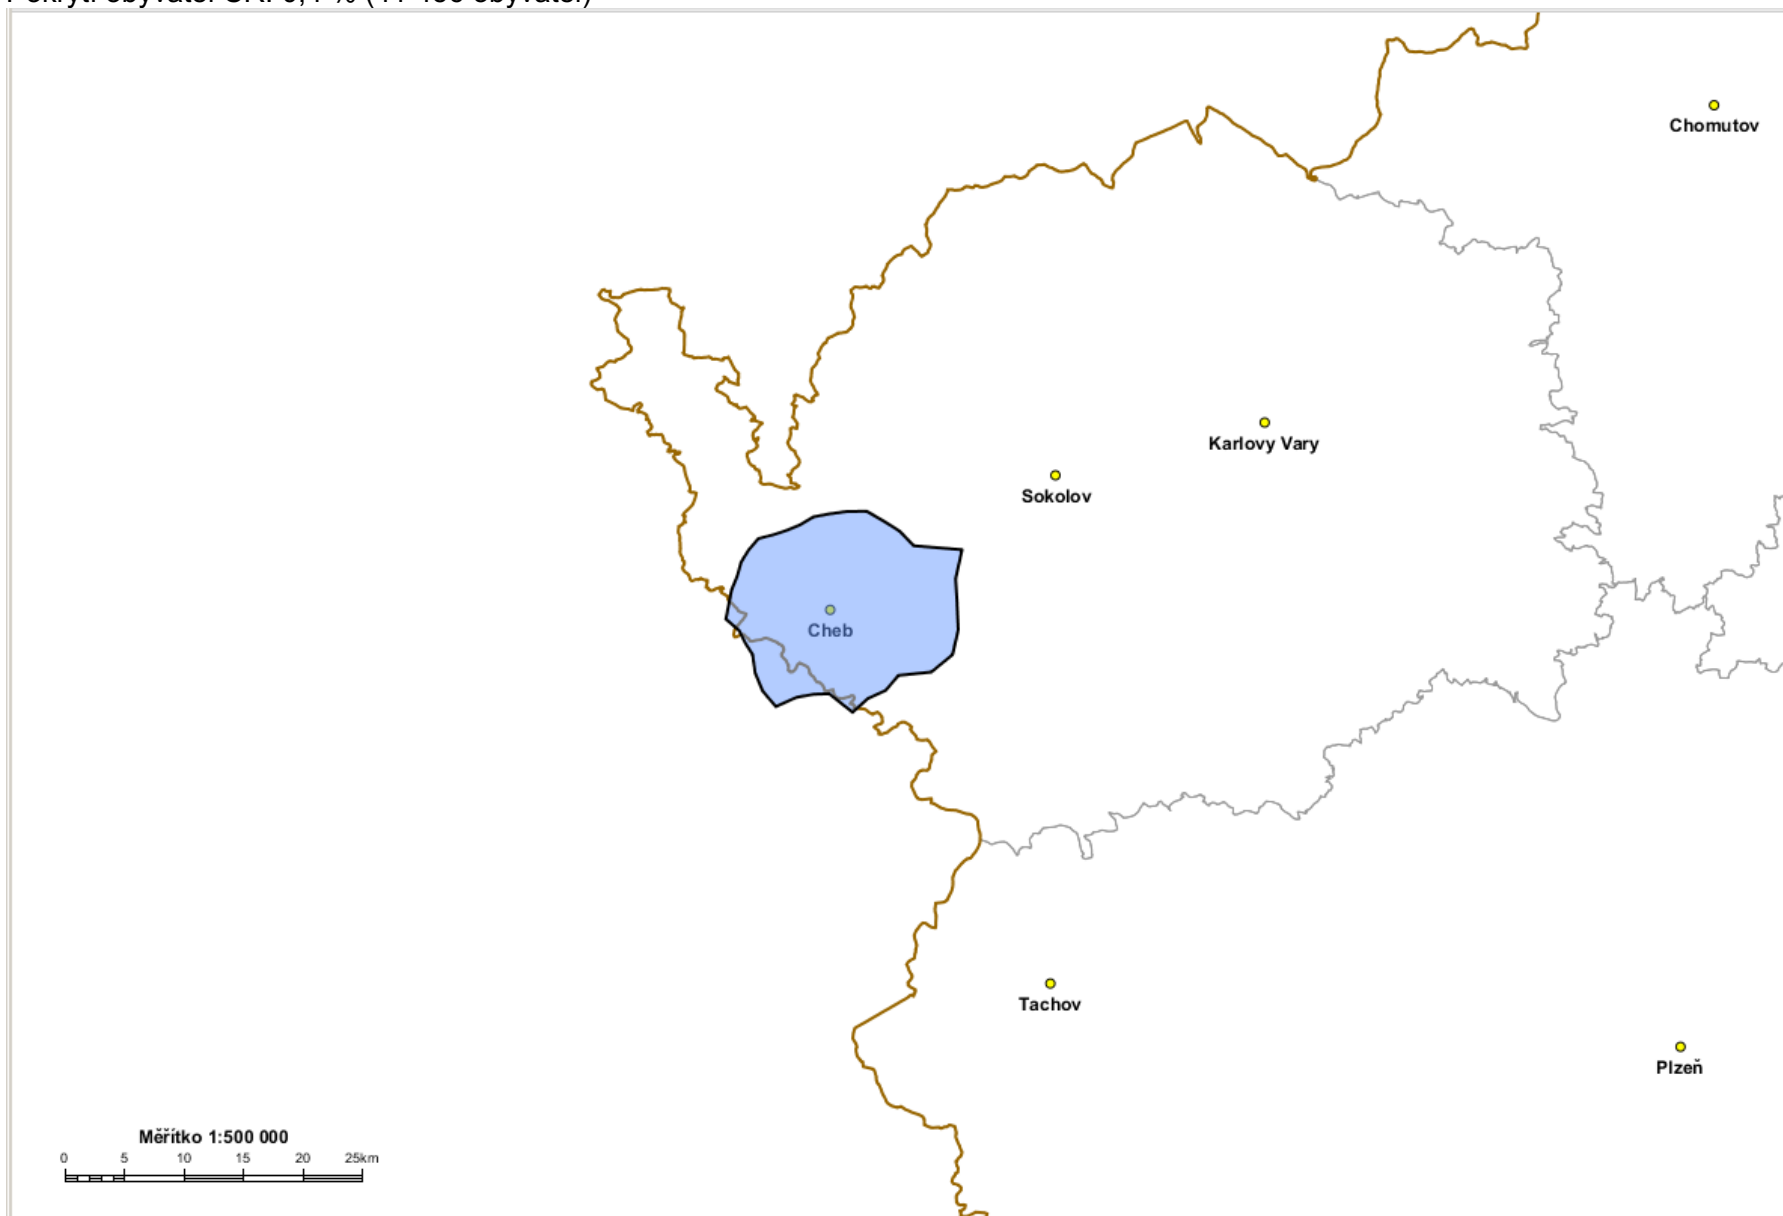 Chomutov
Karlovy Vary
Sokolov
Cheb
Tachov
Plzeň
Měřítko 1:500 000
0 5 10 15 20 25km